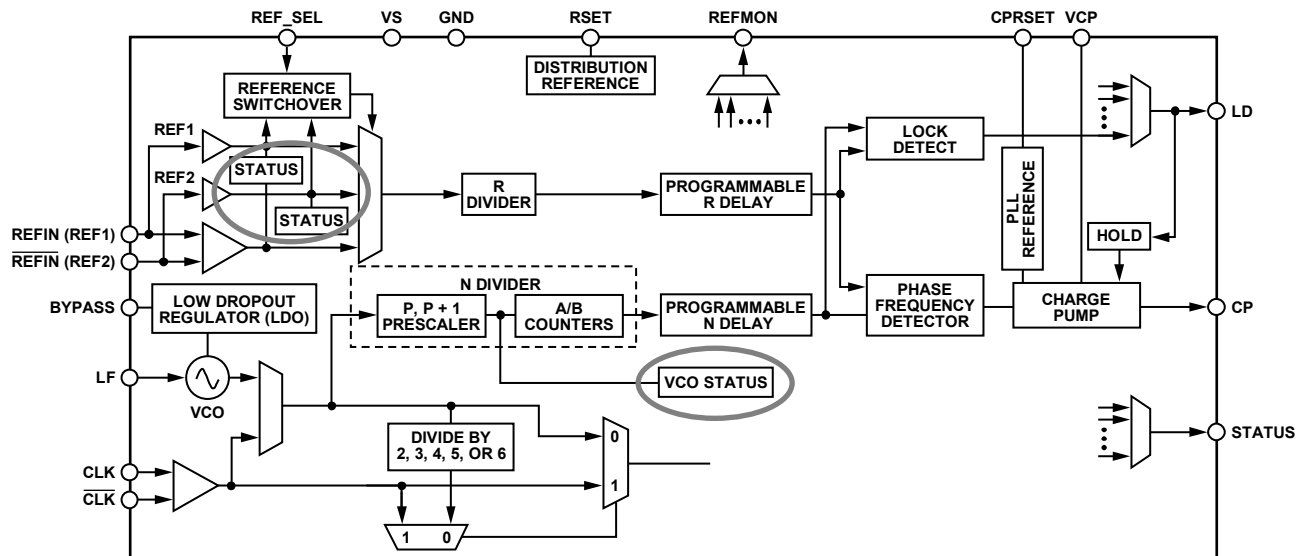 REF_SEL
VS
GND
RSET
REFMON
CPRSET
VCP
DISTRIBUTION
REFERENCE
REFERENCE
SWITCHOVER
REF1
STATUS
REF2
STATUS
REFIN (REF1)
REFIN (REF2)
R
DIVIDER
PROGRAMMABLE
R DELAY
LOCK
DETECT
PLL
REFERENCE
LD
HOLD
BYPASS
LOW DROPOUT
REGULATOR (LDO)
N DIVIDER
P, P + 1
PRESCALER
A/B
COUNTERS
PROGRAMMABLE
N DELAY
PHASE
FREQUENCY
DETECTOR
CHARGE
PUMP
CP
LF
VCO
VCO STATUS
STATUS
DIVIDE BY
2, 3, 4, 5, OR 6
0
1
CLK
CLK
1 0